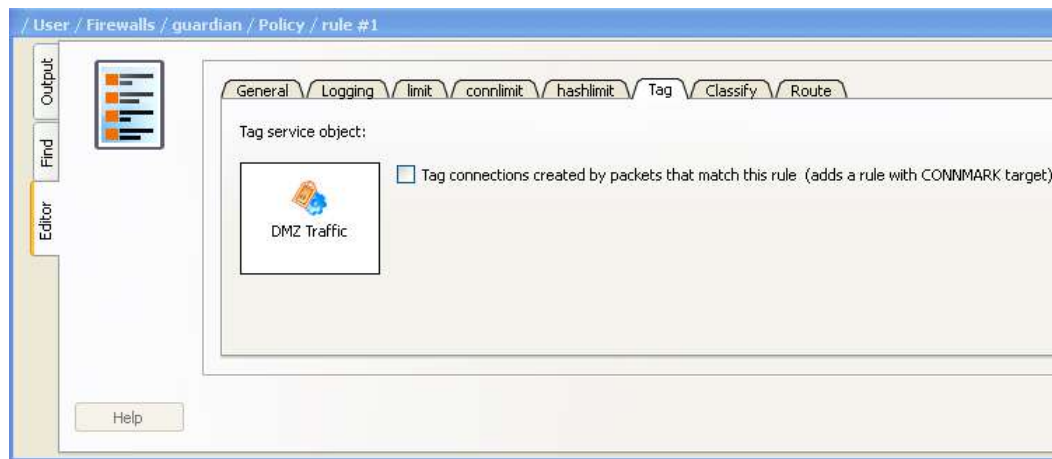 / User / Firewalls / guardian / Policy / rule #1
Output
Find
Editor
General Logging limit connlimit hashlimit Tag Classify Route
Tag service object:
Tag connections created by packets that match this rule (adds a rule with CONNMARK target)
DMZ Traffic
Help